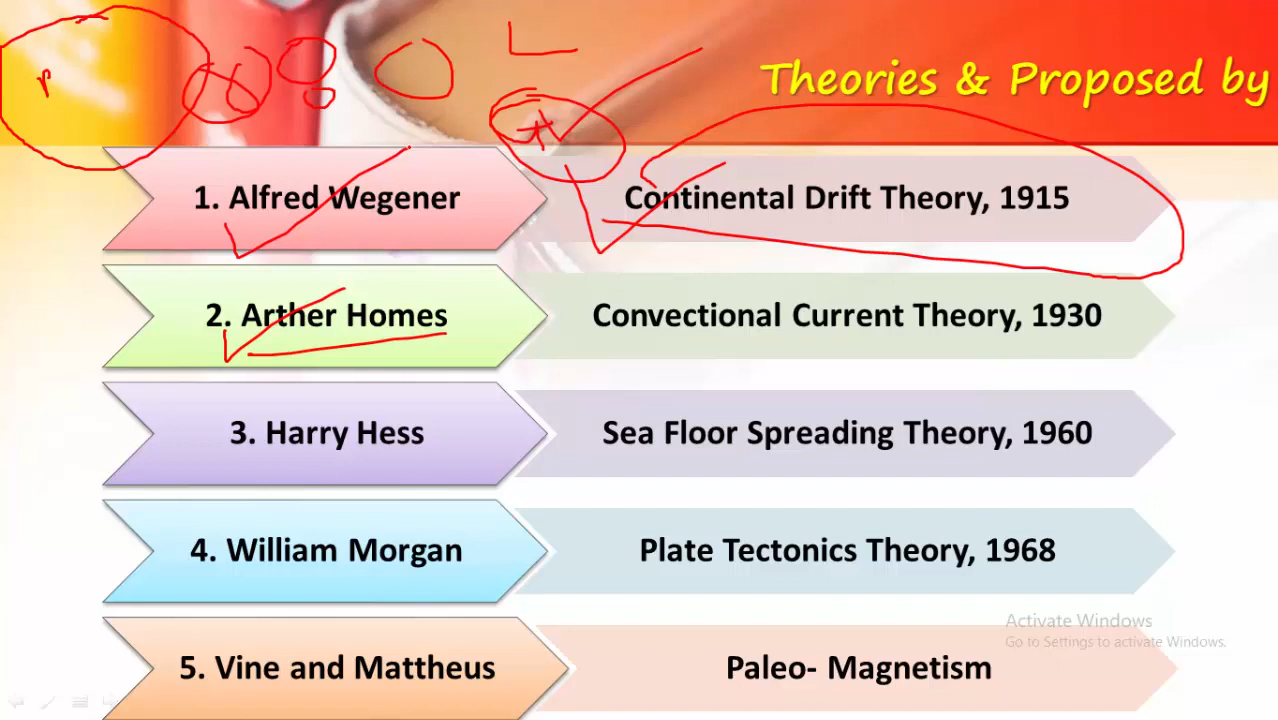 Theories & Proposed by
1. Alfred Wegener
Continental Drift Theory, 1915
2. Arther Homes
Convectional Current Theory, 1930
3. Harry Hess
Sea Floor Spreading Theory, 1960
4. William Morgan
Plate Tectonics Theory, 1968
5. Vine and Mattheus
Paleo- Magnetism
Activate Windows
Go to Settings to activate Windows.